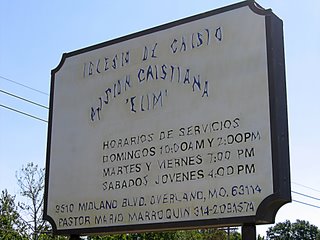 IGLESIA DE CRISTO
MISION CRISTIANA
"ELIM"
HORARIOS DE SERVICIOS
DOMINGOS 10:00AM Y 2:00PM
MARTES Y VIERNES 7:00 PM
SABADOS JOVENES 4:00 PM
9510 MIDLAND BLVD. OVERLAND, MO. 63114
PASTOR MARIO MARROQUIN 314-2091574